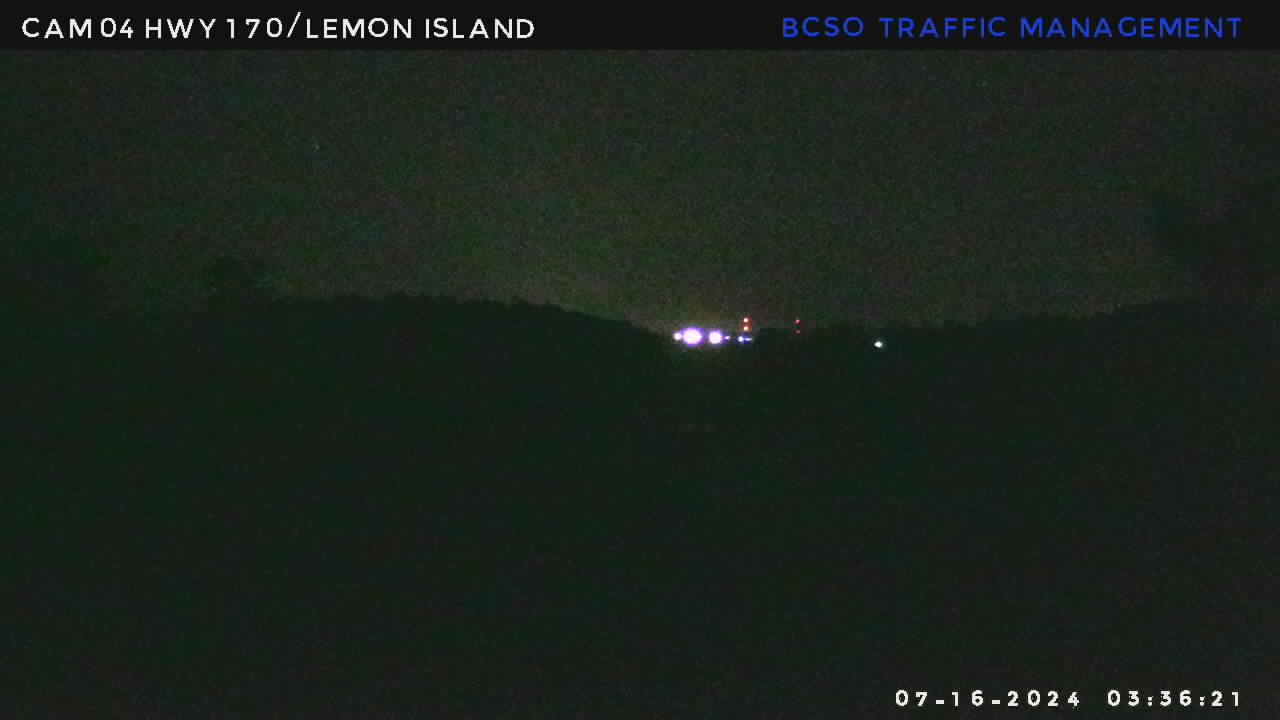 CAM 04 HWY 170/LEMON ISLAND
BCSO TRAFFIC MANAGEMENT
07-16-2024 03:36:21